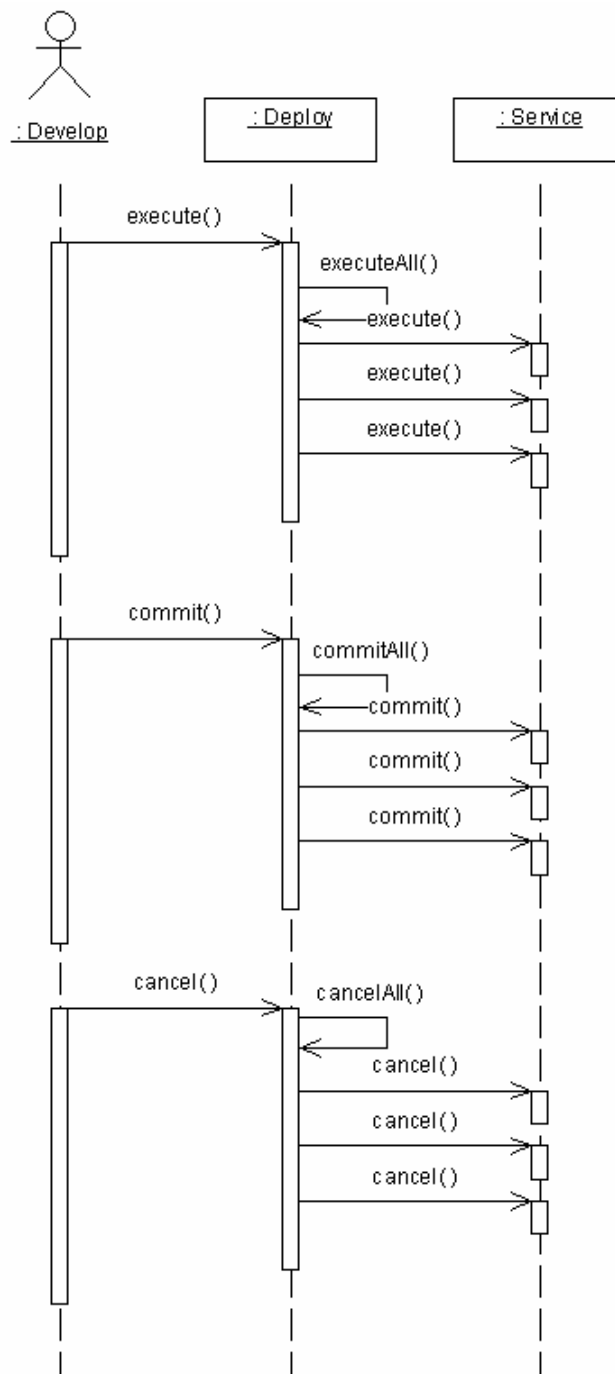 : Develop
: Deploy
: Service
execute()
executeAll()
execute()
execute()
execute()
commit()
commitAll()
commit()
commit()
commit()
cancel()
cancelAll()
cancel()
cancel()
cancel()